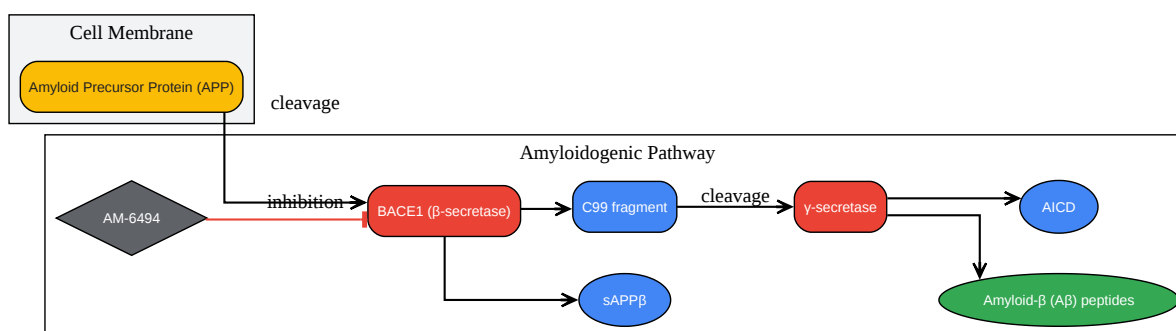 Cell Membrane
Amyloid Precursor Protein (APP)
cleavage
Amyloidogenic Pathway
AM-6494
inhibition
BACE1 (β-secretase)
C99 fragment
cleavage
γ-secretase
AICD
sAPPβ
Amyloid-β (Aβ) peptides